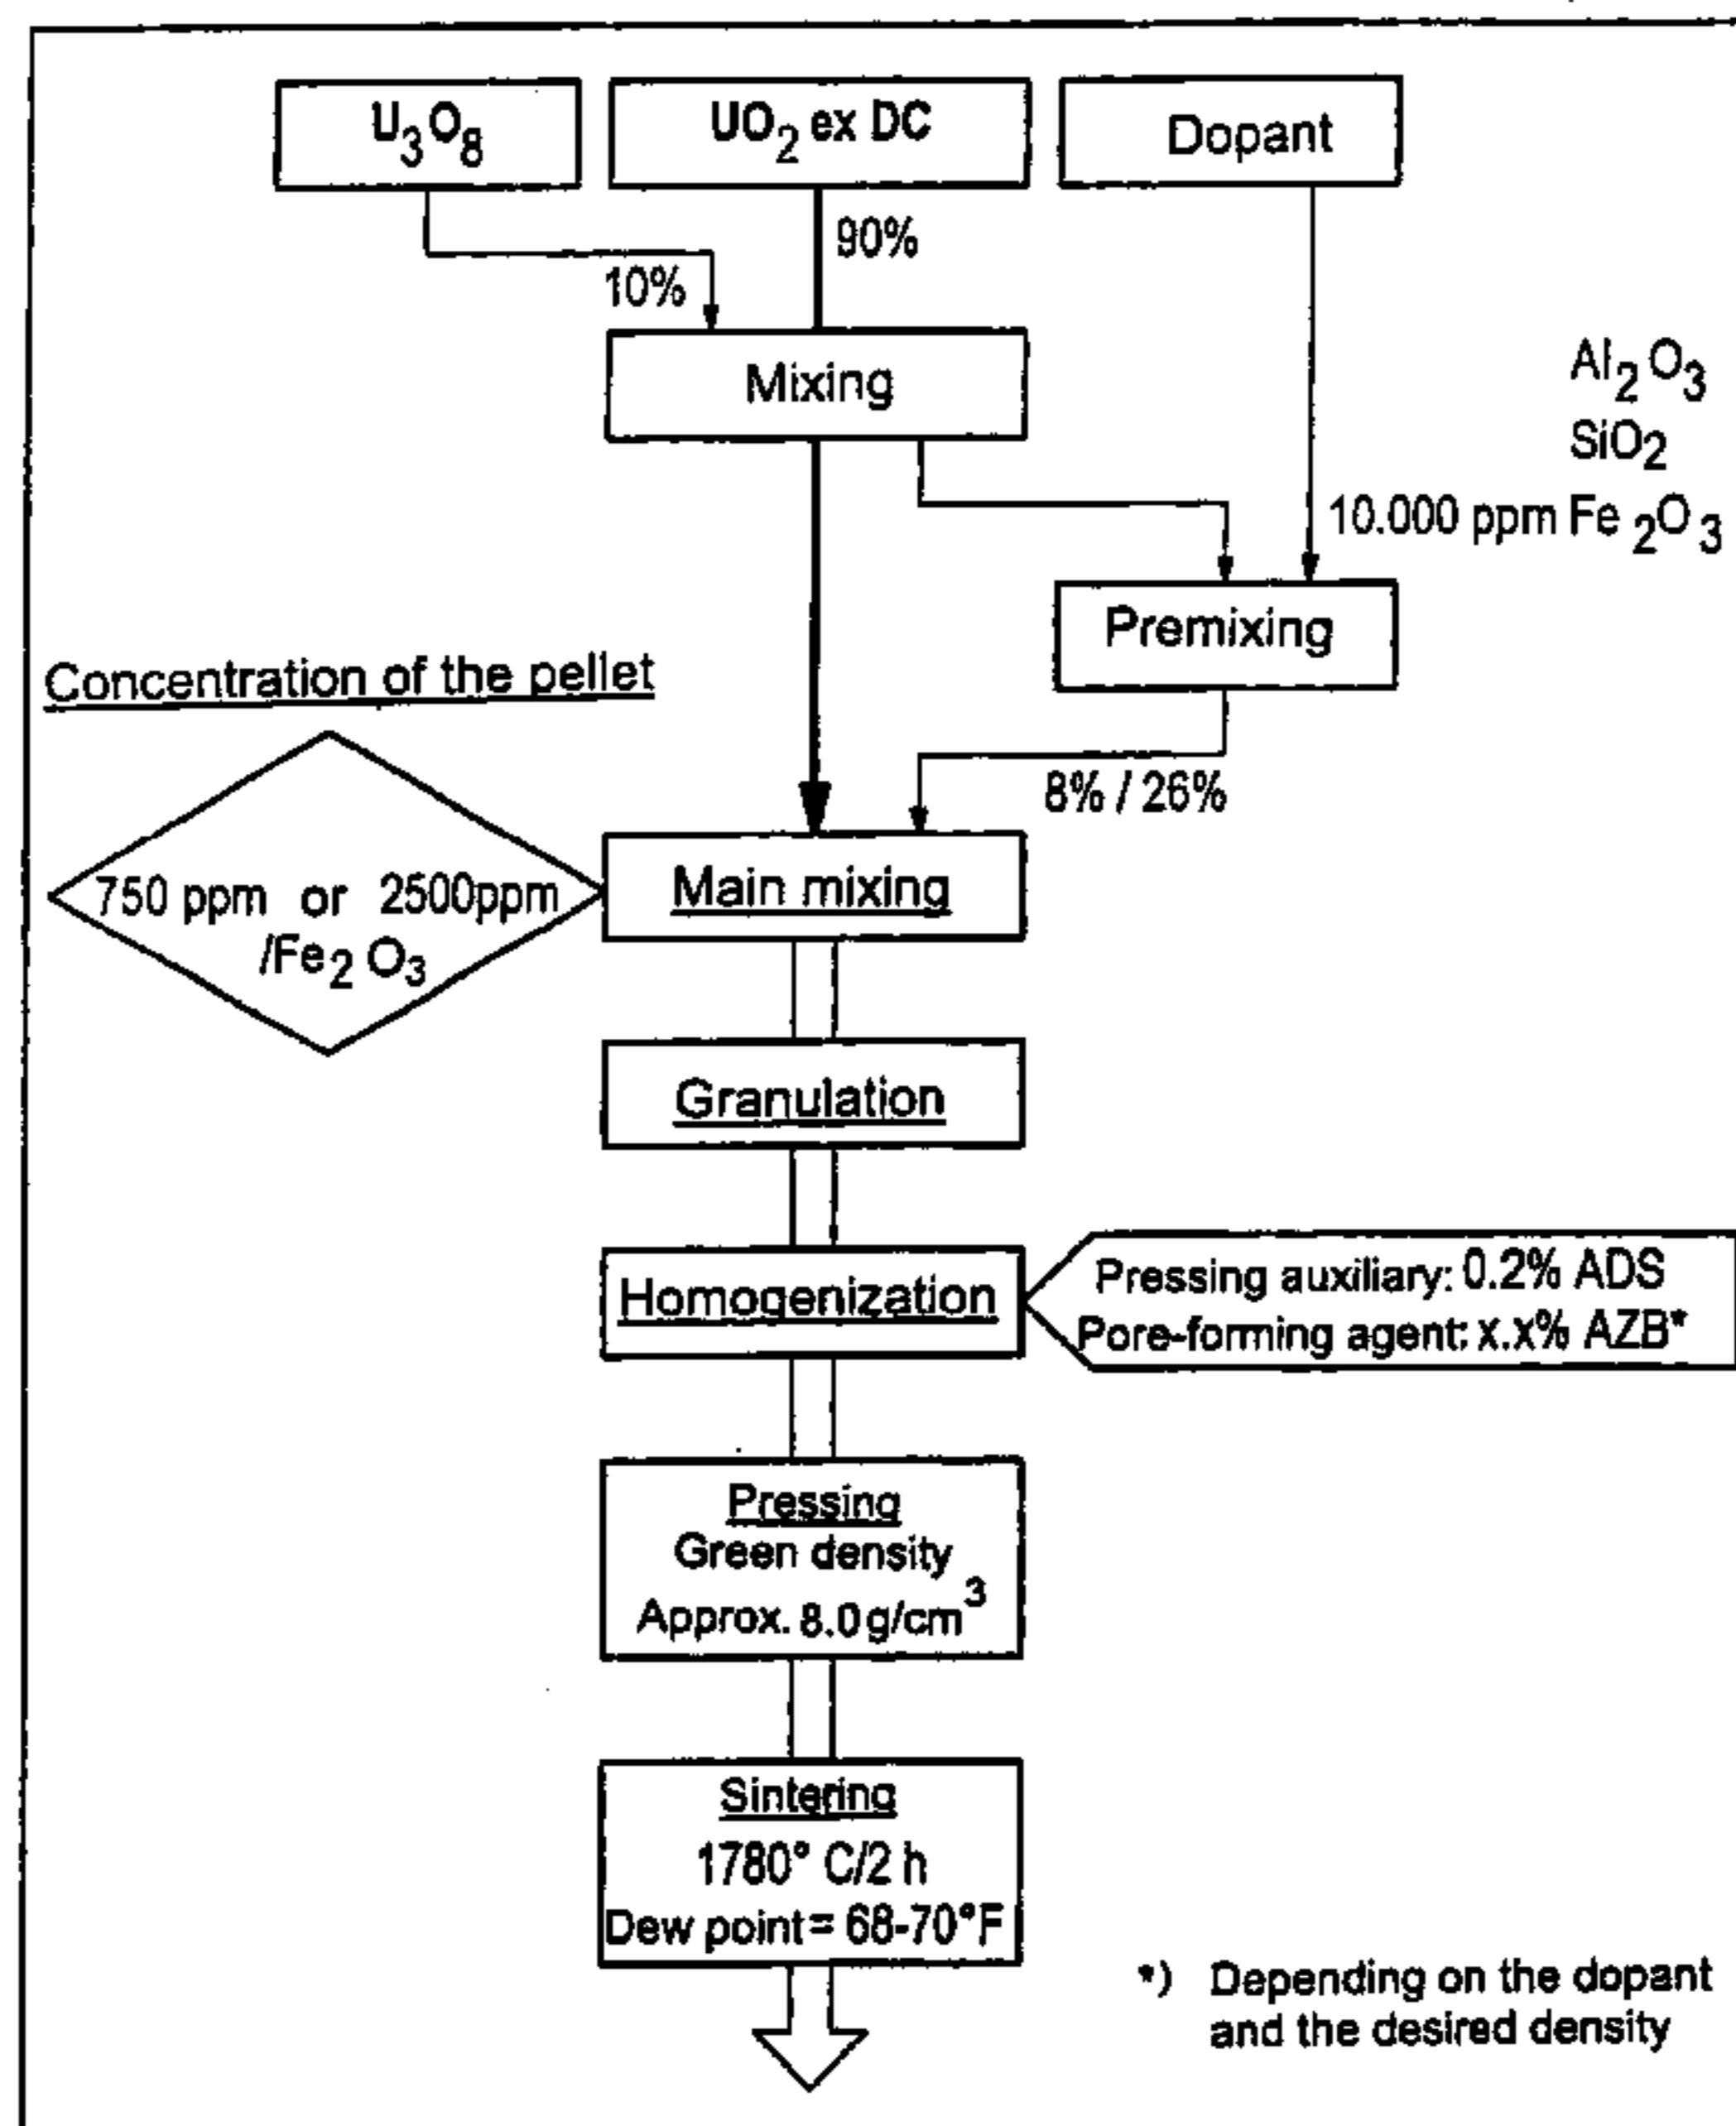 U3O8
UO2 ex DC
Dopant
90%
10%
Mixing
Al2O3
SiO2
10.000 ppm Fe2O3
Premixing
Concentration of the pellet
8% / 26%
750 ppm or 2500ppm
/Fe2O3
Main mixing
Granulation
Homogenization
Pressing auxiliary: 0.2% ADS
Pore-forming agent: x.x% AZB*
Pressing
Green density
Approx. 8.0 g/cm3
Sintering
1780° C/2 h
Dew point = 68-70°F
*) Depending on the dopant
and the desired density